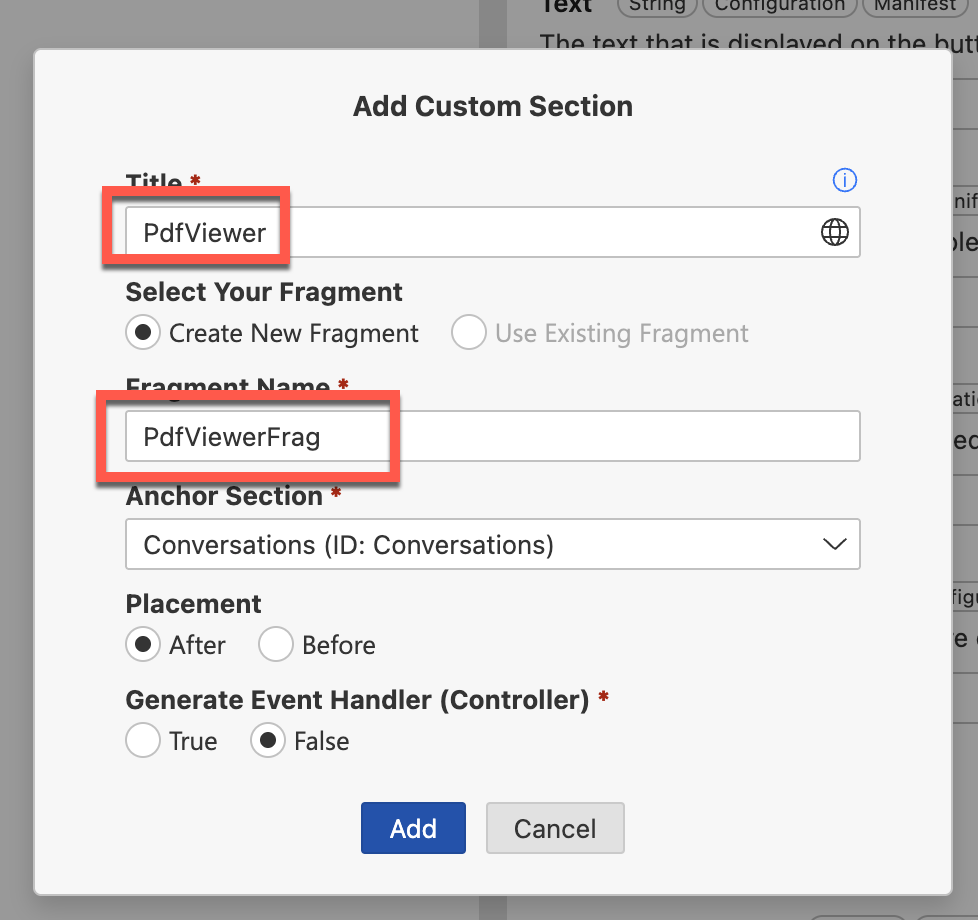 Text String Configuration Manifest
The text that is displayed on the
Add Custom Section
Title *
PdfViewer
Select Your Fragment
Create New Fragment Use Existing Fragment
Fragment Name *
PdfViewerFrag
Anchor Section *
Conversations (ID: Conversations)
Placement
After Before
Generate Event Handler (Controller) *
True False
Add Cancel